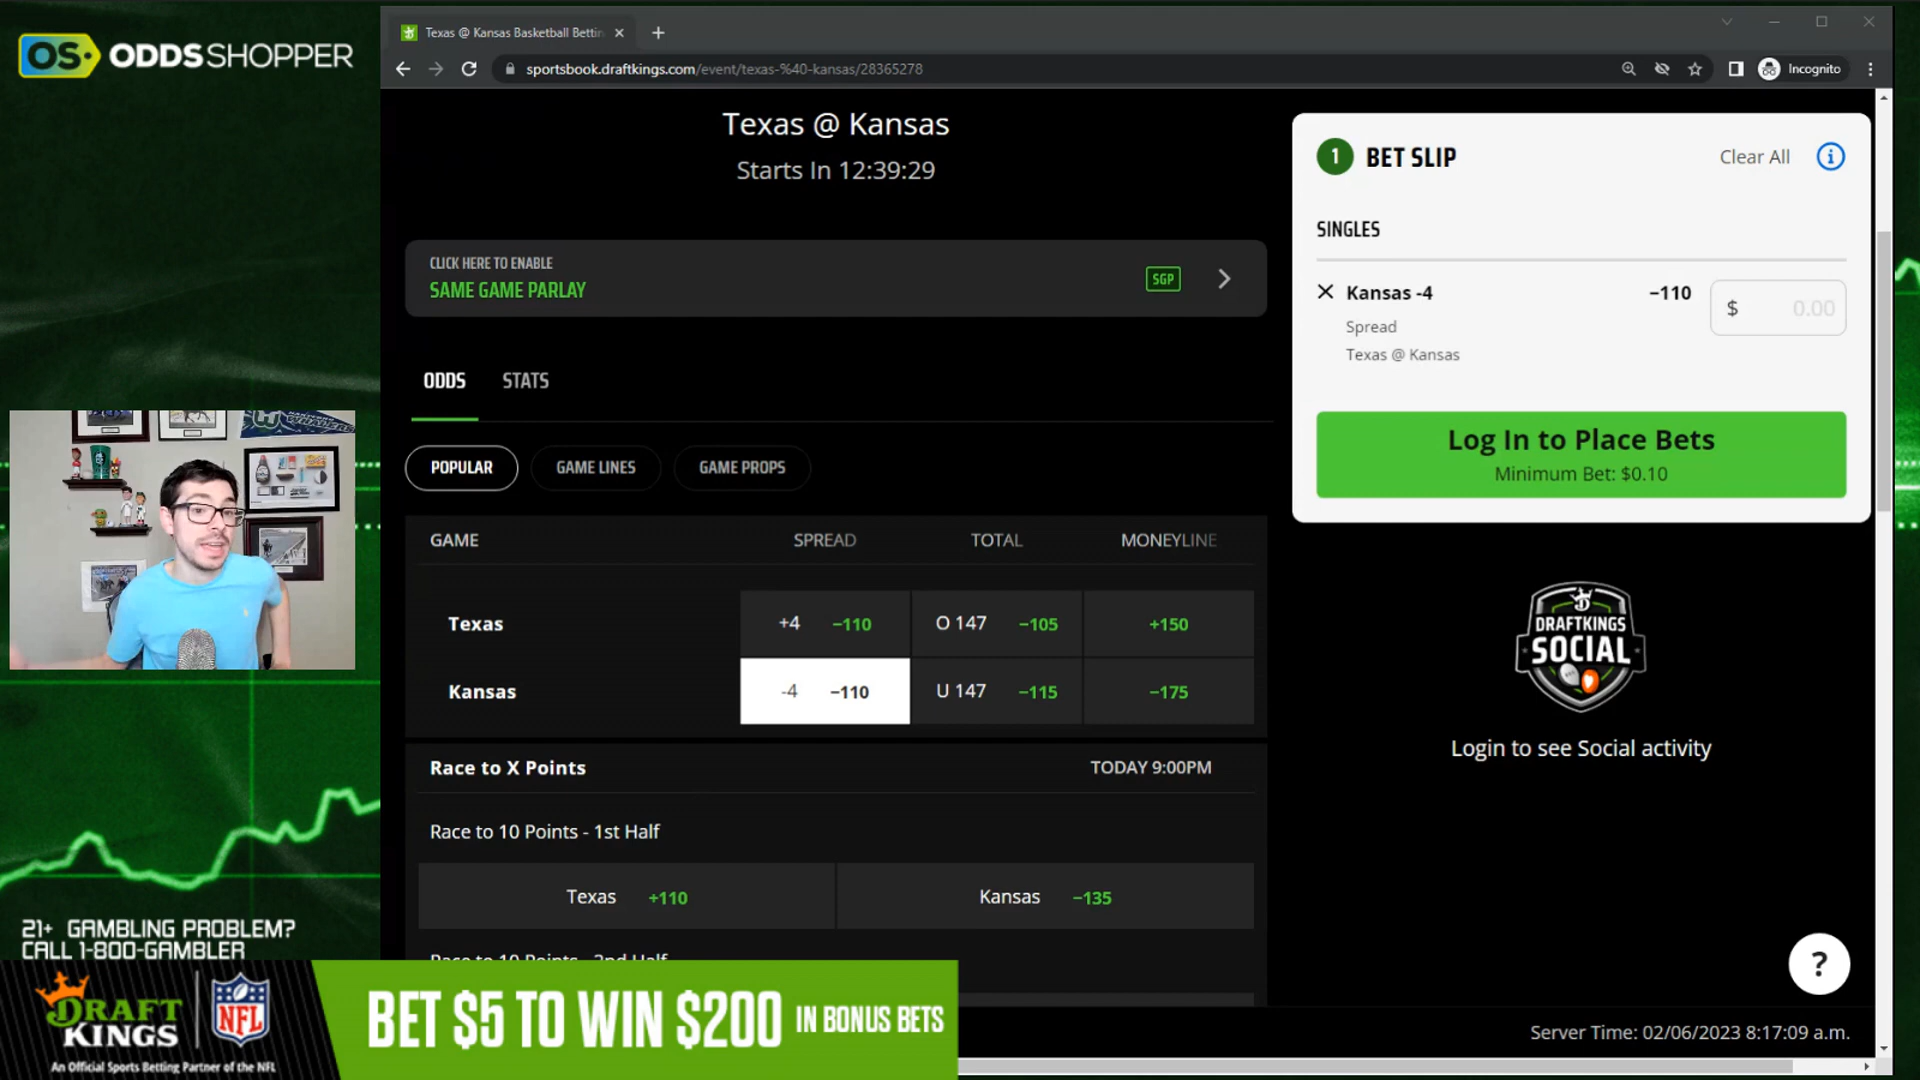 OS
ODDSSHOPPER
Texas @ Kansas Basketball Bettin
sportsbook.draftkings.com/event/texas-%40-kansas/28365278
Incognito
Texas @ Kansas
Starts In 12:39:29
CLICK HERE TO ENABLE
SAME GAME PARLAY
SGP
ODDS
STATS
POPULAR
GAME LINES
GAME PROPS
GAME
SPREAD
TOTAL
MONEYLINE
Texas
+4 −110
O 147 −105
+150
Kansas
-4 −110
U 147 −115
−175
Race to X Points
TODAY 9:00PM
Race to 10 Points - 1st Half
Texas +110
Kansas −135
Race to 10 Points - 2nd Half
1 BET SLIP
Clear All
SINGLES
Kansas -4
−110
$ 0.00
Spread
Texas @ Kansas
Log In to Place Bets
Minimum Bet: $0.10
DRAFTKINGS
SOCIAL
Login to see Social activity
?
Server Time: 02/06/2023 8:17:09 a.m.
21+ GAMBLING PROBLEM?
CALL 1-800-GAMBLER
DRAFT
KINGS
NFL
An Official Sports Betting Partner of the NFL
BET $5 TO WIN $200 IN BONUS BETS